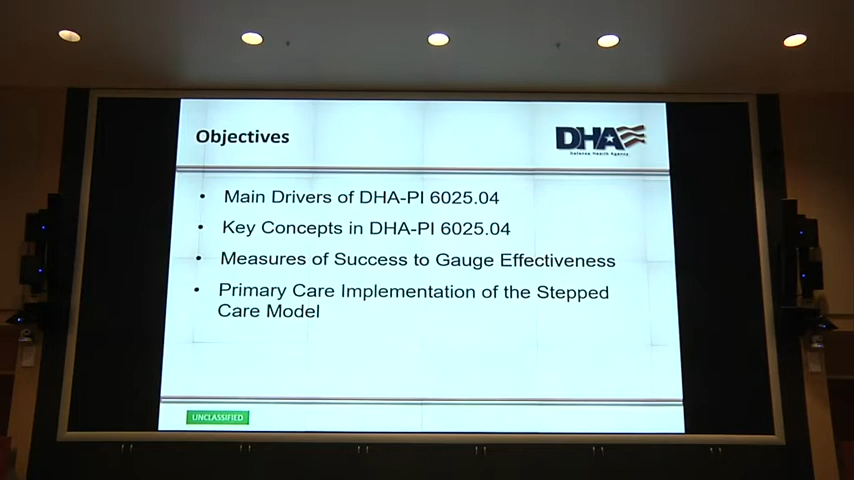 Objectives
DHA
Defense Health Agency
• Main Drivers of DHA-PI 6025.04
• Key Concepts in DHA-PI 6025.04
• Measures of Success to Gauge Effectiveness
• Primary Care Implementation of the Stepped
Care Model
UNCLASSIFIED